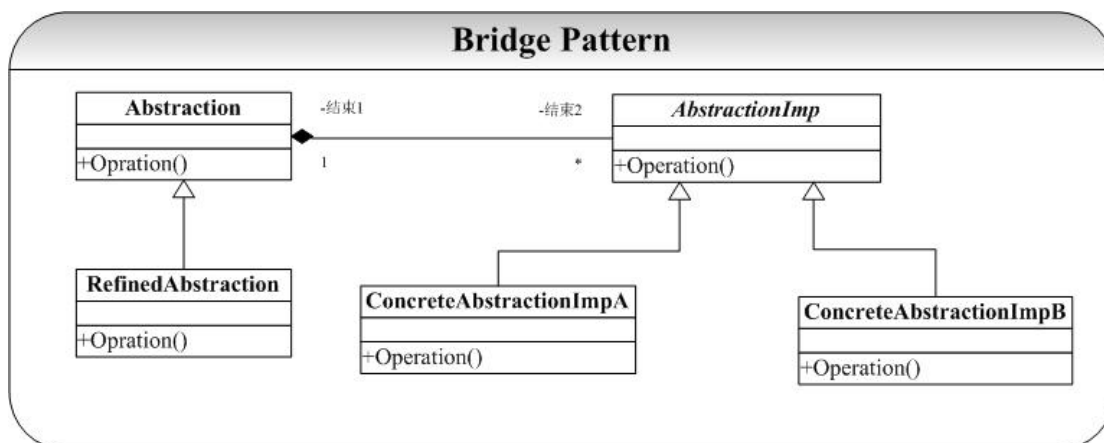 Bridge Pattern
Abstraction
+Opration()
-结束1
-结束2
1
*
AbstractionImp
+Operation()
RefinedAbstraction
+Opration()
ConcreteAbstractionImpA
+Operation()
ConcreteAbstractionImpB
+Operation()